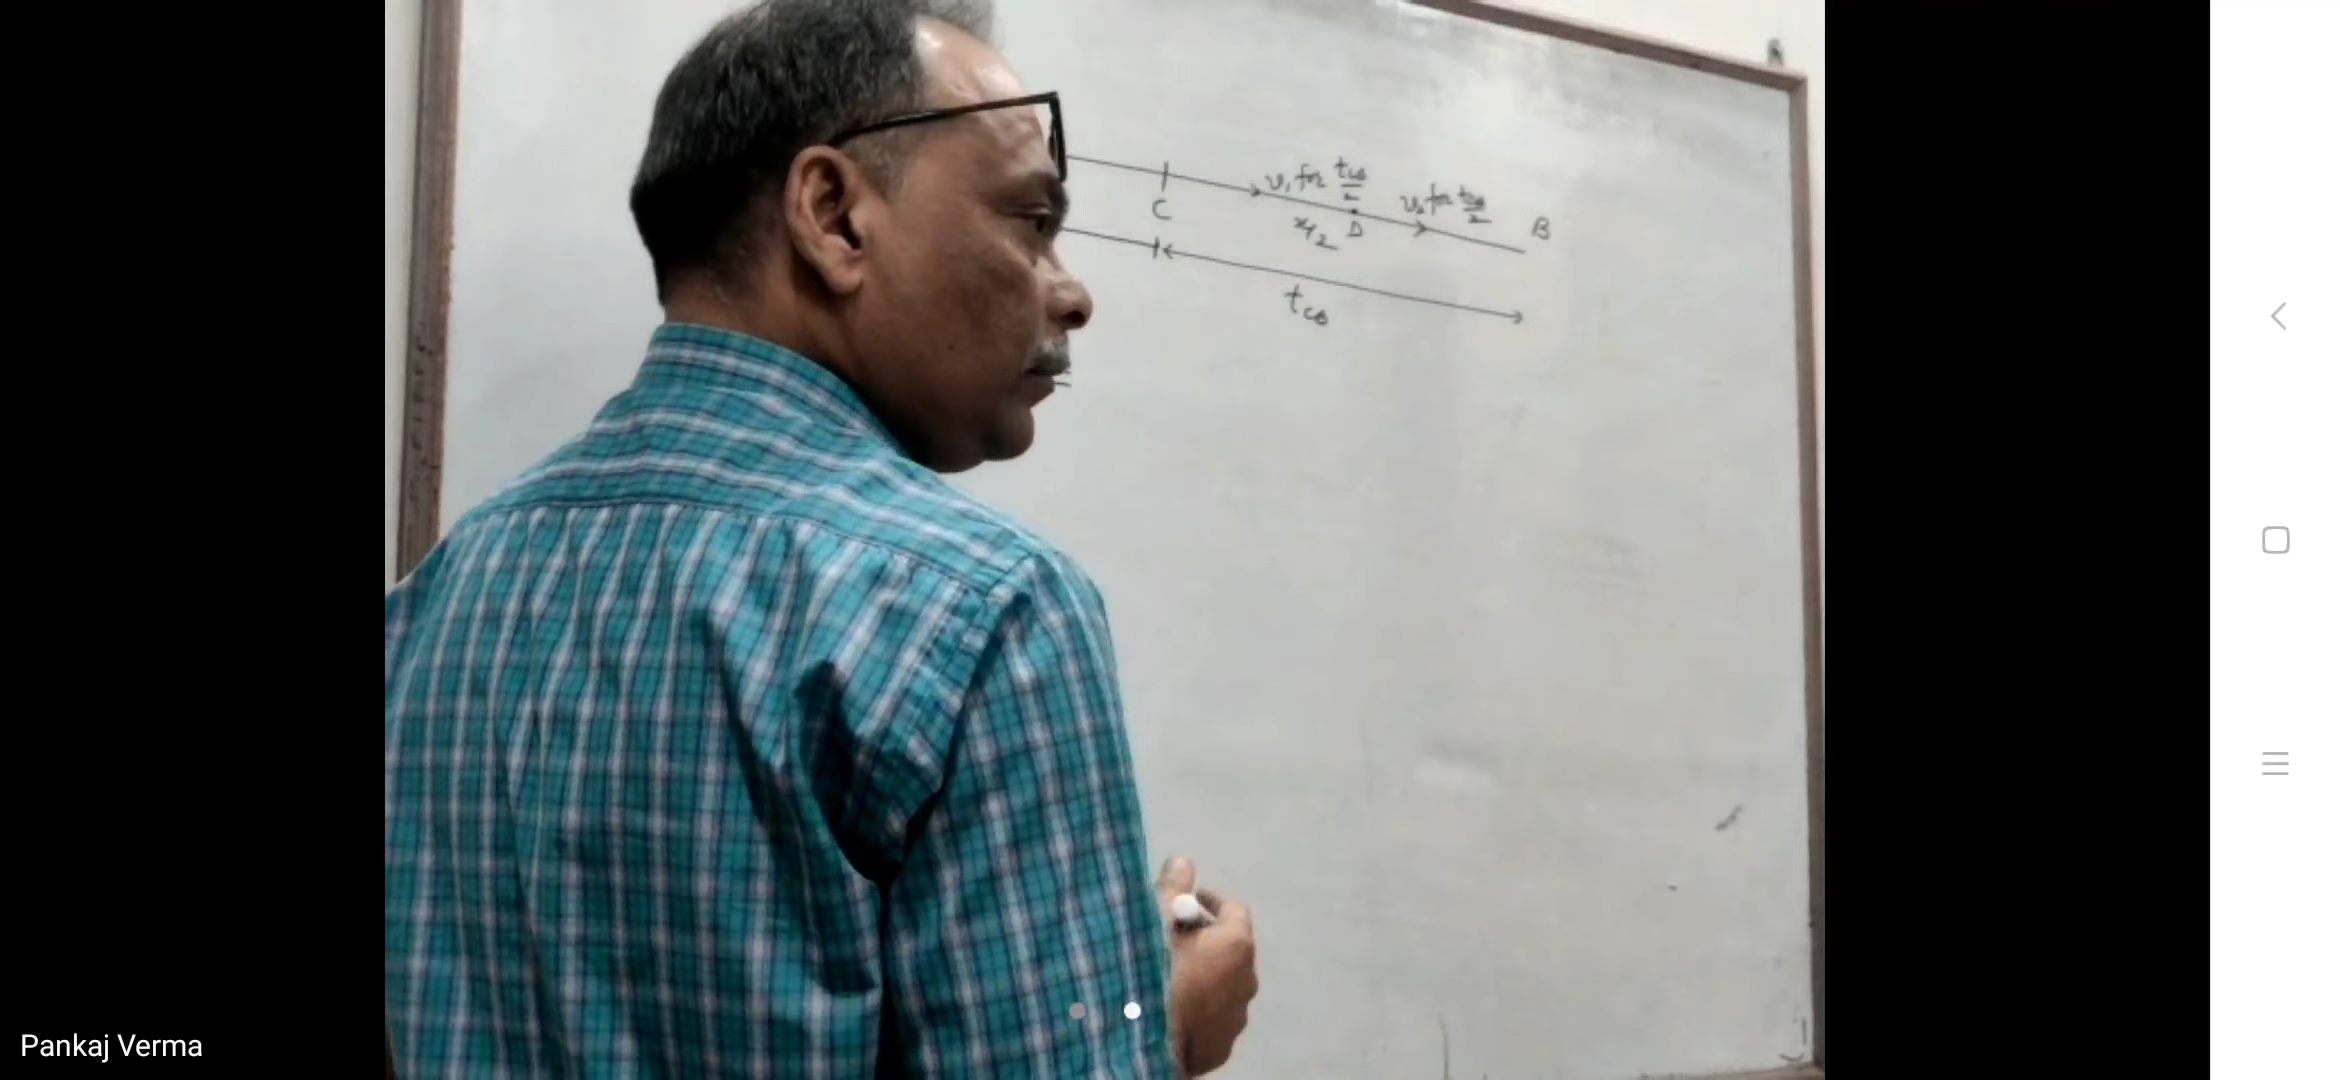 v₁ for t_CB/2
v₂ for t_CB/2
C
x/2
D
B
t_CB
Pankaj Verma